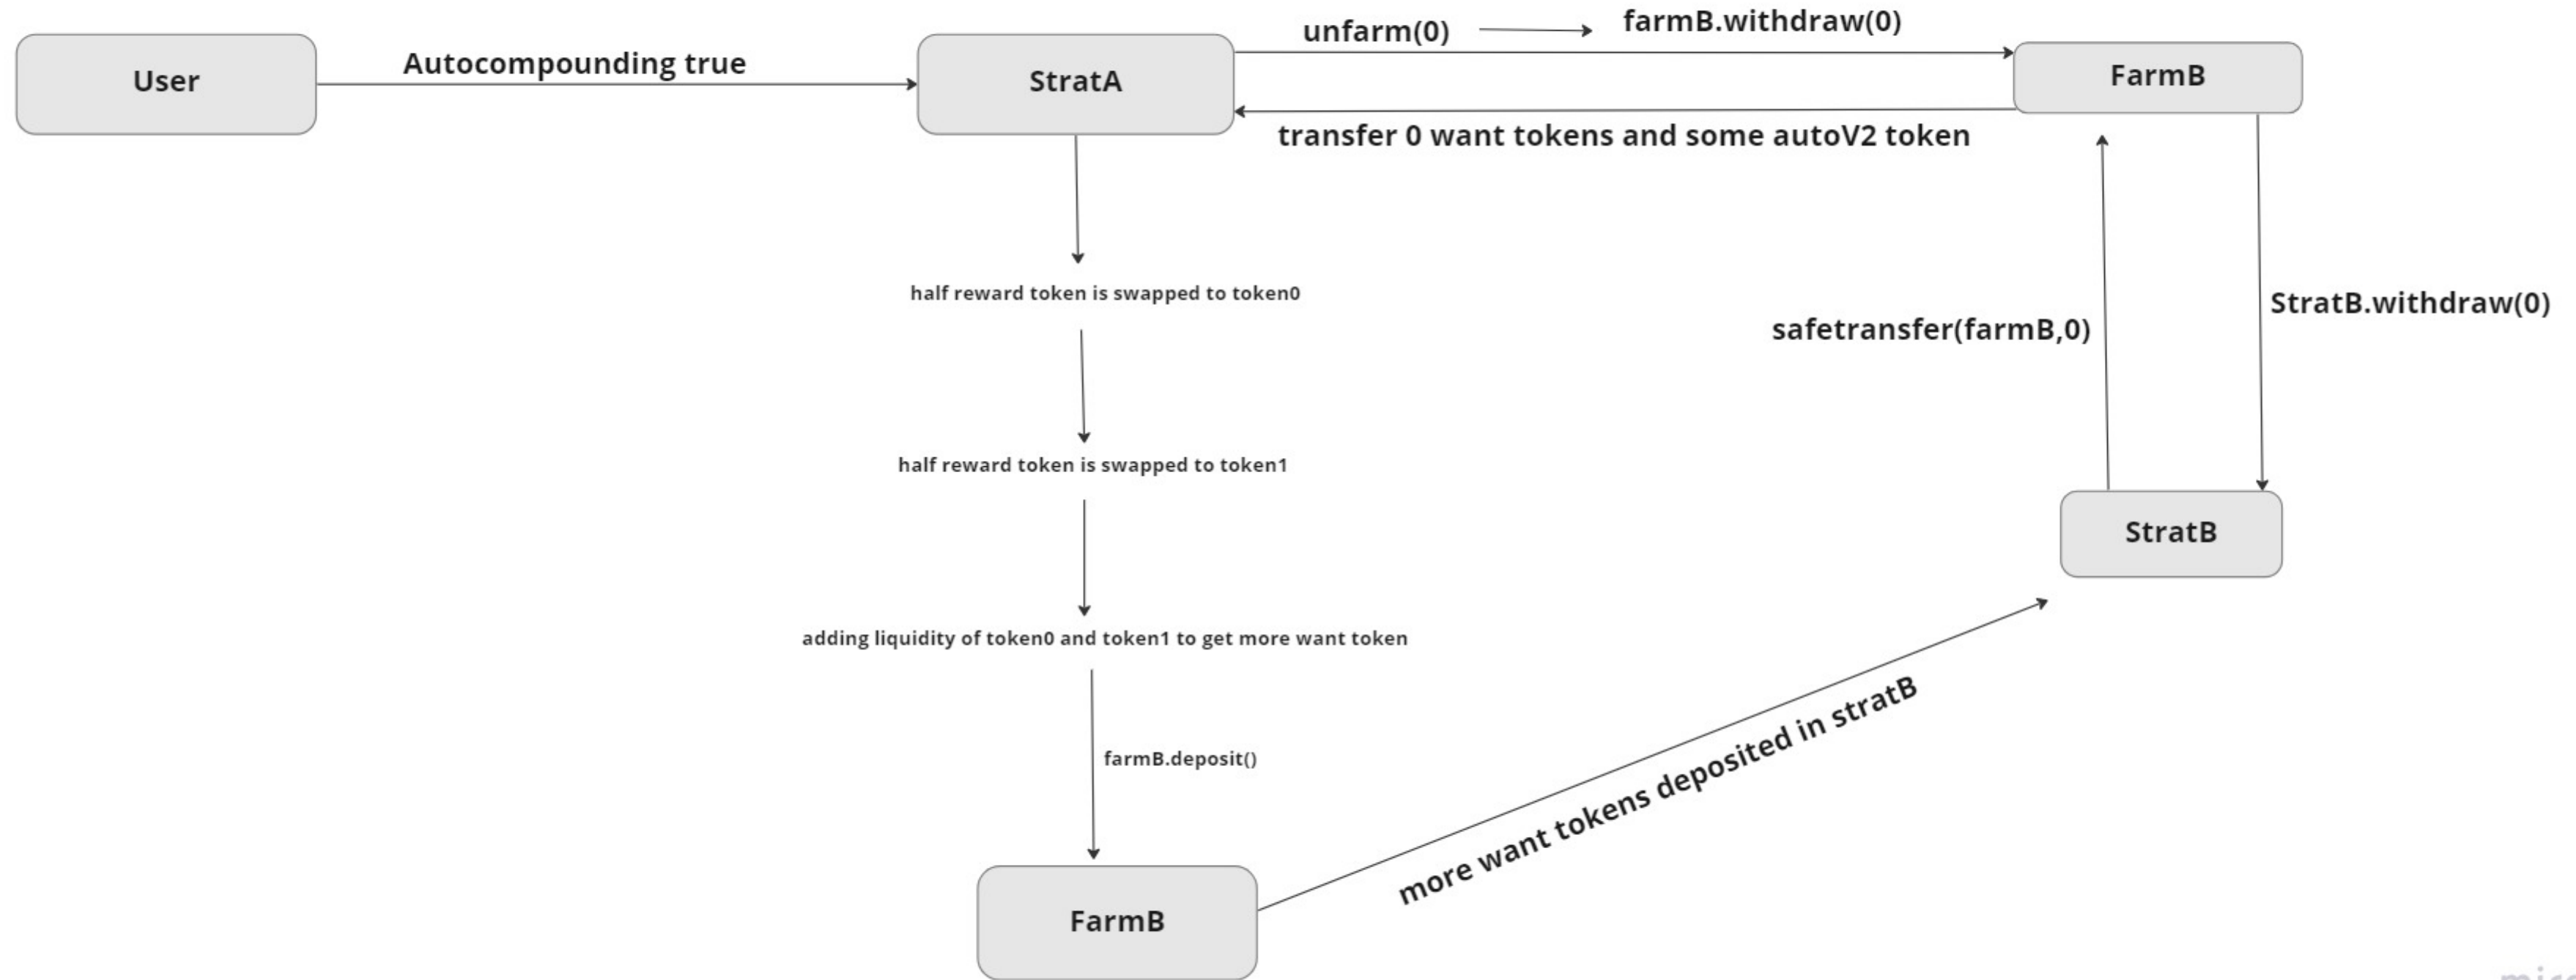 unfarm(0)
farmB.withdraw(0)
User
Autocompounding true
StratA
FarmB
transfer 0 want tokens and some autoV2 token
half reward token is swapped to token0
StratB.withdraw(0)
safetransfer(farmB,0)
half reward token is swapped to token1
StratB
adding liquidity of token0 and token1 to get more want token
farmB.deposit()
more want tokens deposited in stratB
FarmB